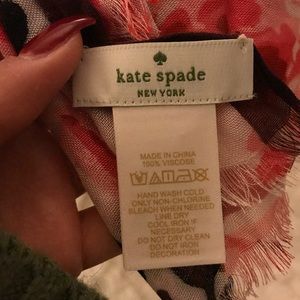 kate spade
NEW YORK
MADE IN CHINA
100% VISCOSE
HAND WASH COLD
ONLY NON-CHLORINE
BLEACH WHEN NEEDED
LINE DRY
COOL IRON IF
NECESSARY
DO NOT DRY CLEAN
DO NOT IRON
DECORATION